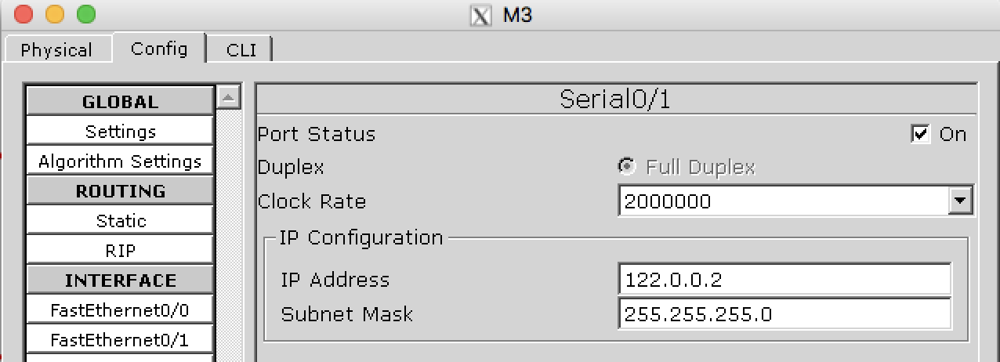 M3
Physical Config CLI
GLOBAL
Settings
Algorithm Settings
ROUTING
Static
RIP
INTERFACE
FastEthernet0/0
FastEthernet0/1
Serial0/1
Port Status On
Duplex Full Duplex
Clock Rate 2000000
IP Configuration
IP Address 122.0.0.2
Subnet Mask 255.255.255.0